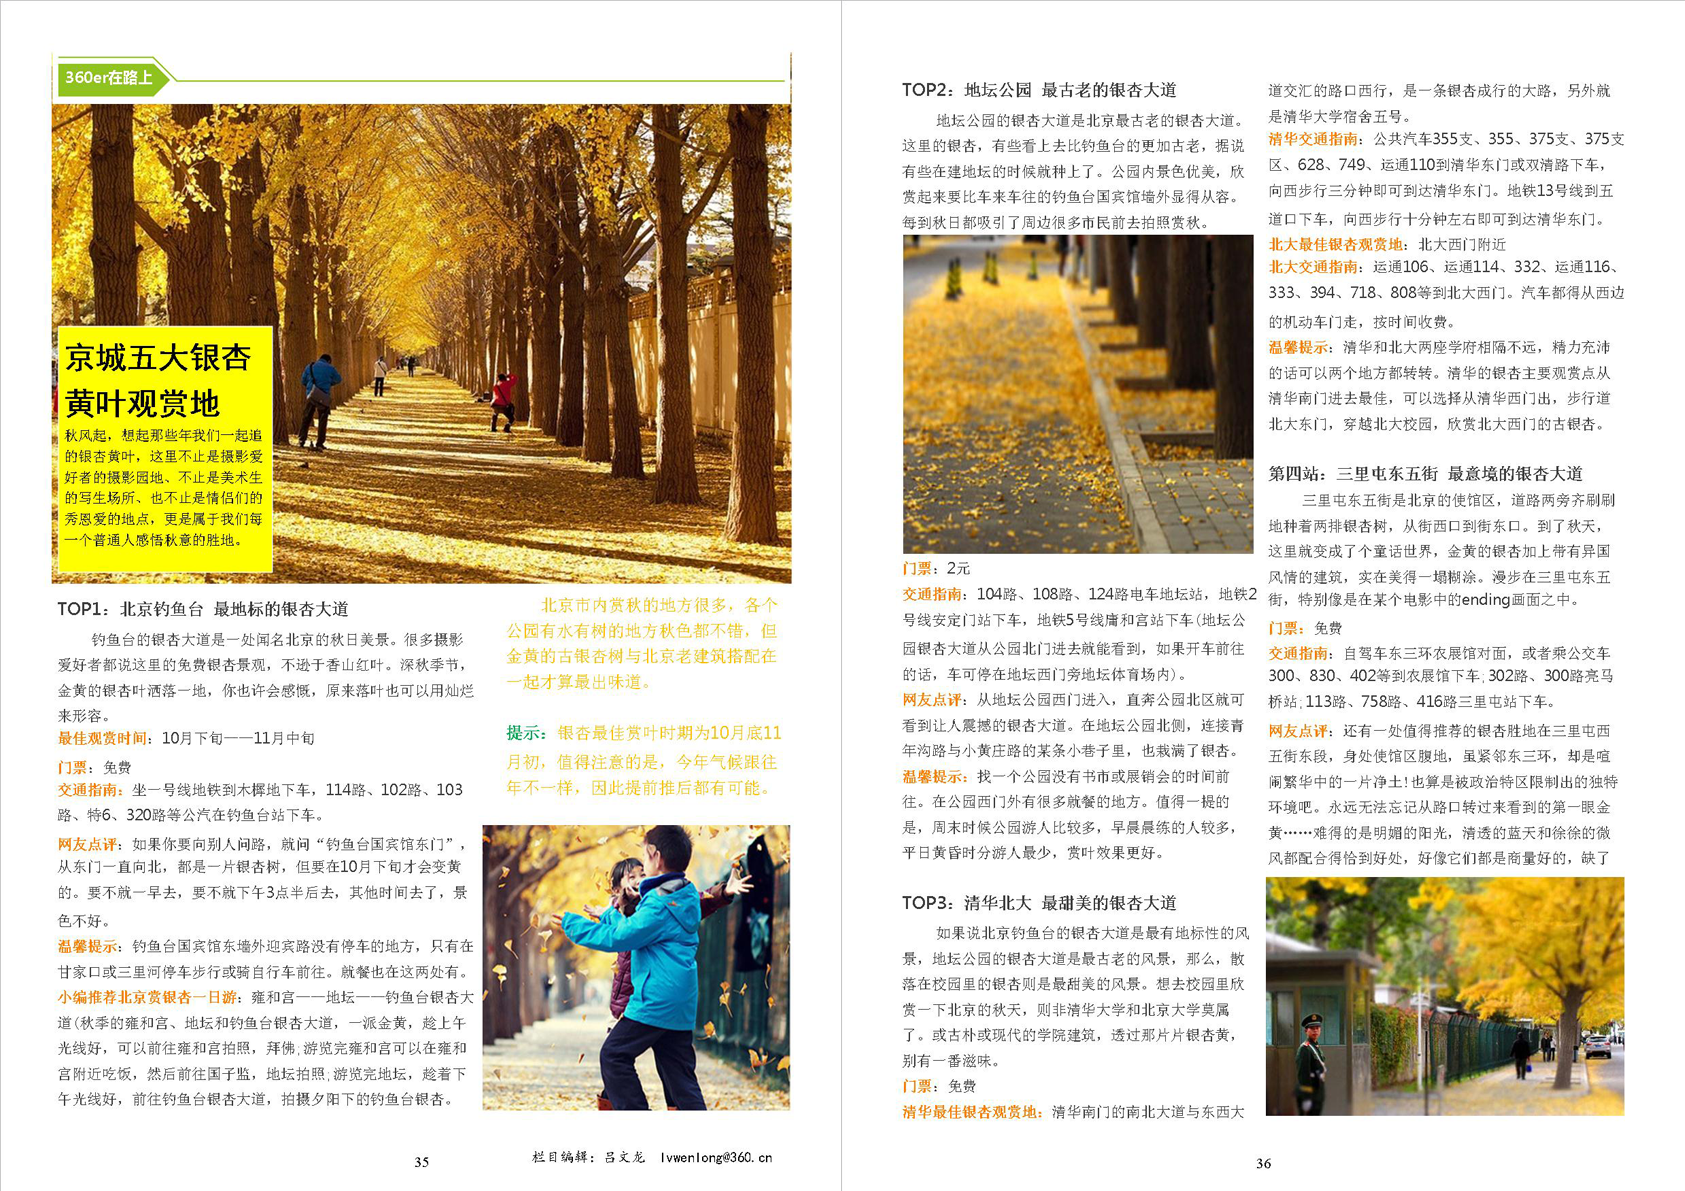 360er在路上
京城五大银杏
黄叶观赏地
秋风起，想起那些年我们一起追
的银杏黄叶，这里不止是摄影爱
好者的摄影园地、不止是美术生
的写生场所、也不止是情侣们的
秀恩爱的地点，更是属于我们每
一个普通人感悟秋意的胜地。
TOP1：北京钓鱼台 最地标的银杏大道
钓鱼台的银杏大道是一处闻名北京的秋日美景。很多摄影
爱好者都说这里的免费银杏景观，不逊于香山红叶。深秋季节，
金黄的银杏叶洒落一地，你也许会感慨，原来落叶也可以用灿烂
来形容。
最佳观赏时间：10月下旬——11月中旬
门票：免费
交通指南：坐一号线地铁到木樨地下车，114路、102路、103
路、特6、320路等公汽在钓鱼台站下车。
网友点评：如果你要向别人问路，就问“钓鱼台国宾馆东门”，
从东门一直向北，都是一片银杏树，但要在10月下旬才会变黄
的。要不就一早去，要不就下午3点半后去，其他时间去了，景
色不好。
温馨提示：钓鱼台国宾馆东墙外迎宾路没有停车的地方，只有在
甘家口或三里河停车步行或骑自行车前往。就餐也在这两处有。
小编推荐北京赏银杏一日游：雍和宫——地坛——钓鱼台银杏大
道(秋季的雍和宫、地坛和钓鱼台银杏大道，一派金黄，趁上午
光线好，可以前往雍和宫拍照，拜佛;游览完雍和宫可以在雍和
宫附近吃饭，然后前往国子监，地坛拍照;游览完地坛，趁着下
午光线好，前往钓鱼台银杏大道，拍摄夕阳下的钓鱼台银杏。
北京市内赏秋的地方很多，各个
公园有水有树的地方秋色都不错，但
金黄的古银杏树与北京老建筑搭配在
一起才算最出味道。
提示：银杏最佳赏叶时期为10月底11
月初，值得注意的是，今年气候跟往
年不一样，因此提前推后都有可能。
35
栏目编辑：吕文龙 lvwenlong@360.cn
TOP2：地坛公园 最古老的银杏大道
地坛公园的银杏大道是北京最古老的银杏大道。
这里的银杏，有些看上去比钓鱼台的更加古老，据说
有些在建地坛的时候就种上了。公园内景色优美，欣
赏起来要比车来车往的钓鱼台国宾馆墙外显得从容。
每到秋日都吸引了周边很多市民前去拍照赏秋。
门票：2元
交通指南：104路、108路、124路电车地坛站，地铁2
号线安定门站下车，地铁5号线雍和宫站下车(地坛公
园银杏大道从公园北门进去就能看到，如果开车前往
的话，车可停在地坛西门旁地坛体育场内)。
网友点评：从地坛公园西门进入，直奔公园北区就可
看到让人震撼的银杏大道。在地坛公园北侧，连接青
年沟路与小黄庄路的某条小巷子里，也栽满了银杏。
温馨提示：找一个公园没有书市或展销会的时间前
往。在公园西门外有很多就餐的地方。值得一提的
是，周末时候公园游人比较多，早晨晨练的人较多，
平日黄昏时分游人最少，赏叶效果更好。
TOP3：清华北大 最甜美的银杏大道
如果说北京钓鱼台的银杏大道是最有地标性的风
景，地坛公园的银杏大道是最古老的风景，那么，散
落在校园里的银杏则是最甜美的风景。想去校园里欣
赏一下北京的秋天，则非清华大学和北京大学莫属
了。或古朴或现代的学院建筑，透过那片片银杏黄，
别有一番滋味。
门票：免费
清华最佳银杏观赏地：清华南门的南北大道与东西大
道交汇的路口西行，是一条银杏成行的大路，另外就
是清华大学宿舍五号。
清华交通指南：公共汽车355支、355、375支、375支
区、628、749、运通110到清华东门或双清路下车，
向西步行三分钟即可到达清华东门。地铁13号线到五
道口下车，向西步行十分钟左右即可到达清华东门。
北大最佳银杏观赏地：北大西门附近
北大交通指南：运通106、运通114、332、运通116、
333、394、718、808等到北大西门。汽车都得从西边
的机动车门走，按时间收费。
温馨提示：清华和北大两座学府相隔不远，精力充沛
的话可以两个地方都转转。清华的银杏主要观赏点从
清华南门进去最佳，可以选择从清华西门出，步行道
北大东门，穿越北大校园，欣赏北大西门的古银杏。
第四站：三里屯东五街 最意境的银杏大道
三里屯东五街是北京的使馆区，道路两旁齐刷刷
地种着两排银杏树，从街西口到街东口。到了秋天，
这里就变成了个童话世界，金黄的银杏加上带有异国
风情的建筑，实在美得一塌糊涂。漫步在三里屯东五
街，特别像是在某个电影中的ending画面之中。
门票：免费
交通指南：自驾车东三环农展馆对面，或者乘公交车
300、830、402等到农展馆下车;302路、300路亮马
桥站;113路、758路、416路三里屯站下车。
网友点评：还有一处值得推荐的银杏胜地在三里屯西
五街东段，身处使馆区腹地，虽紧邻东三环，却是喧
闹繁华中的一片净土!也算是被政治特区限制出的独特
环境吧。永远无法忘记从路口转过来看到的第一眼金
黄……难得的是明媚的阳光，清透的蓝天和徐徐的微
风都配合得恰到好处，好像它们都是商量好的，缺了
36